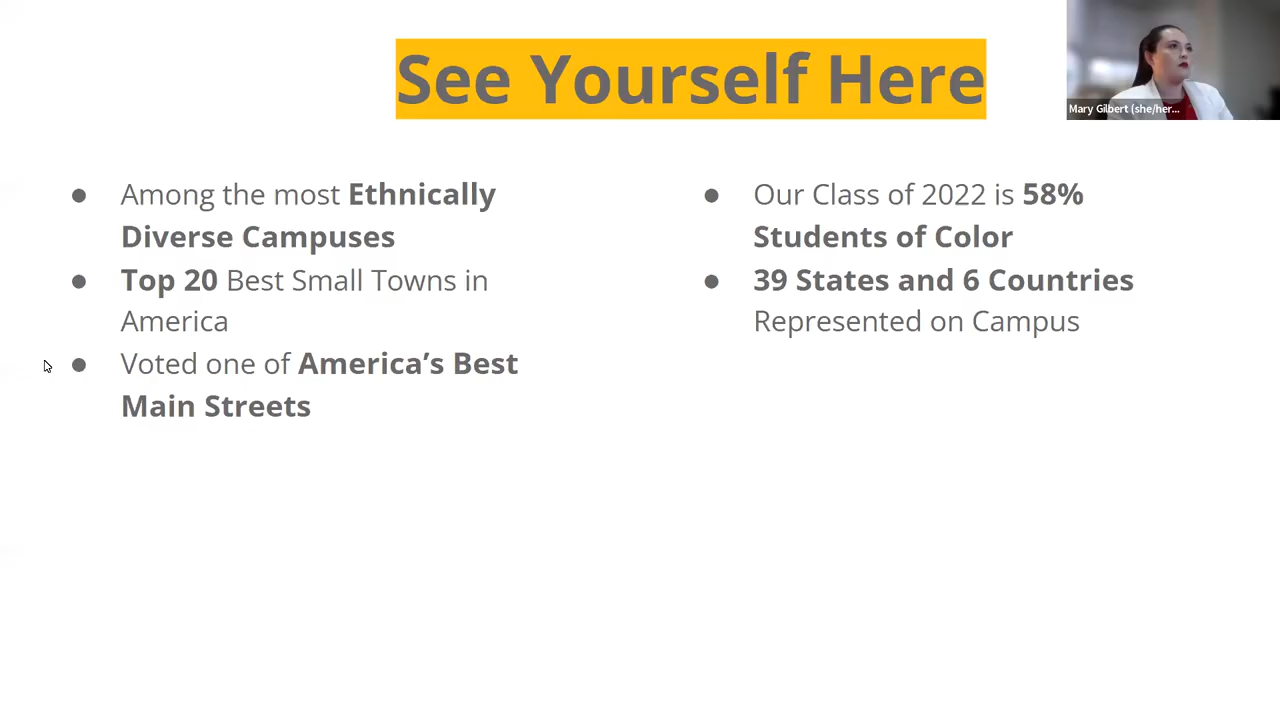 See Yourself Here
Mary Gilbert (she/her...
● Among the most Ethnically
Diverse Campuses
● Top 20 Best Small Towns in
America
● Voted one of America’s Best
Main Streets
● Our Class of 2022 is 58%
Students of Color
● 39 States and 6 Countries
Represented on Campus